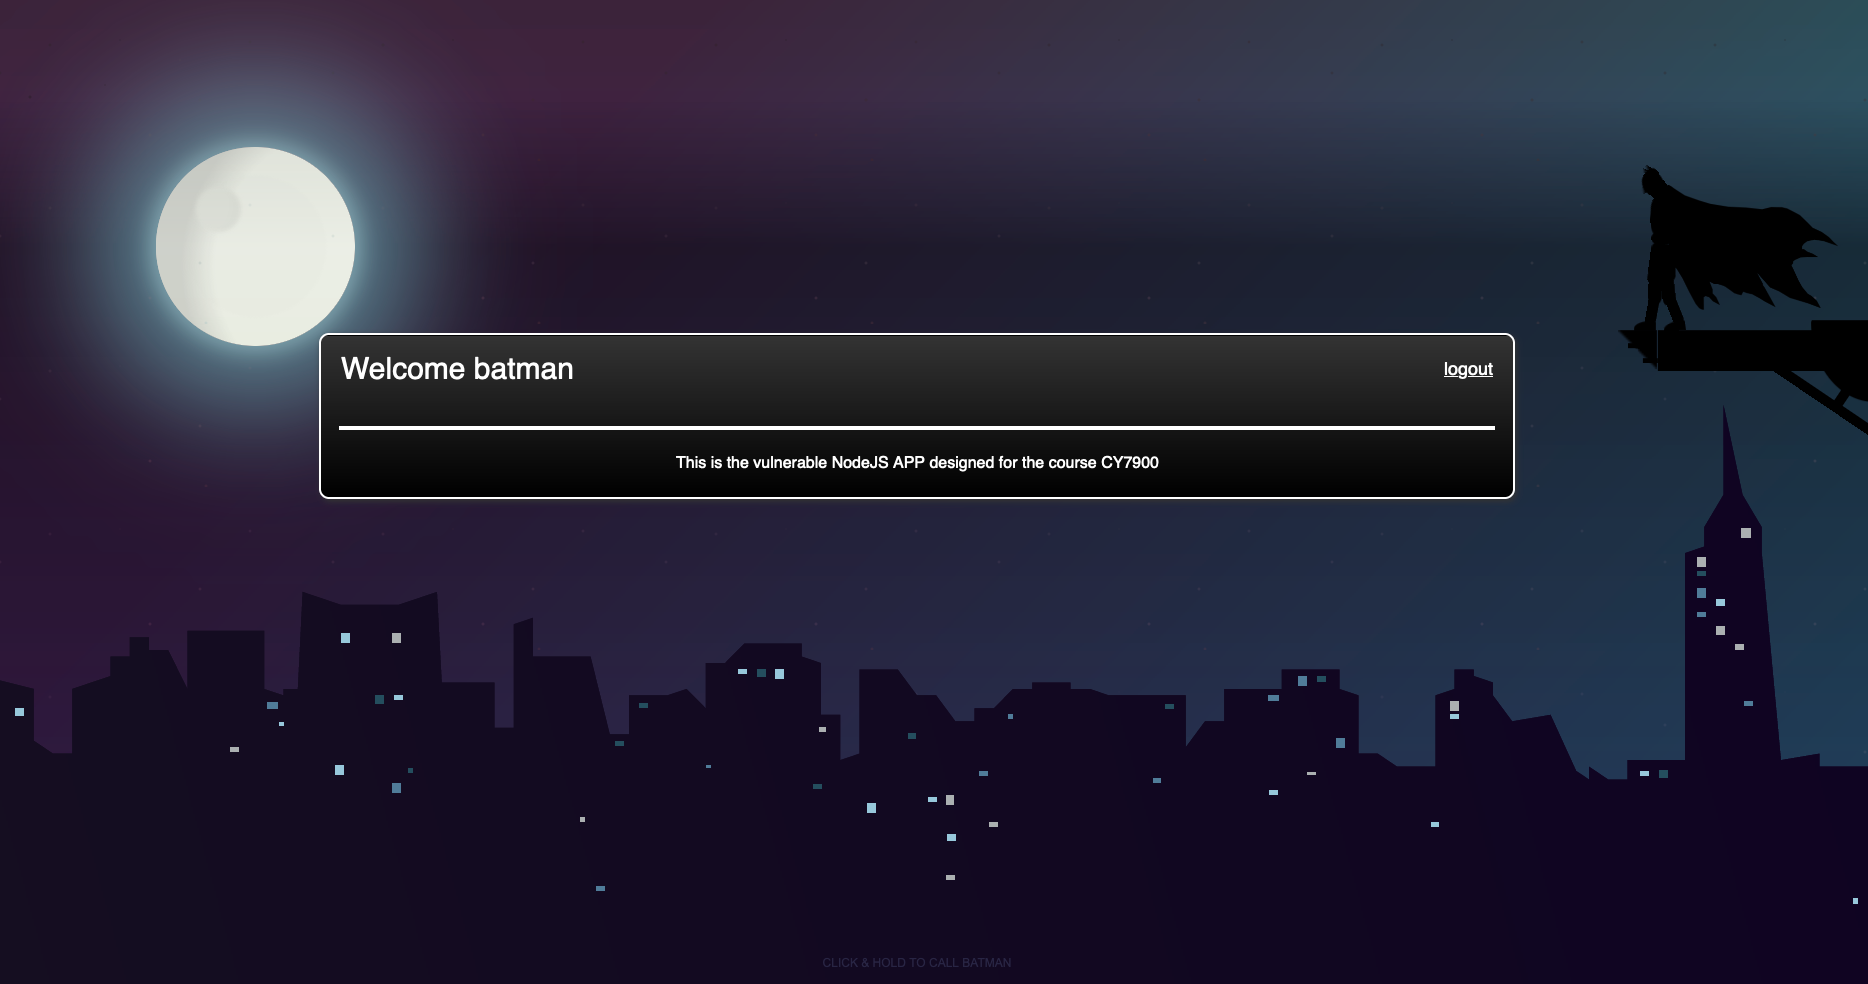 Welcome batman
logout
This is the vulnerable NodeJS APP designed for the course CY7900
CLICK & HOLD TO CALL BATMAN